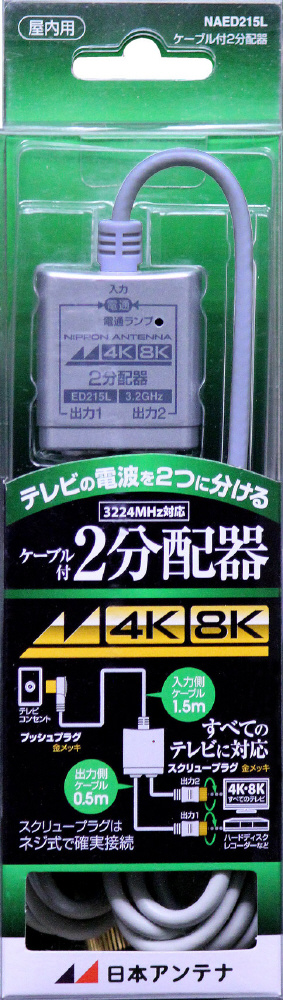 NAED215L
屋内用
ケーブル付2分配器
入力
電通
電通ランプ
NIPPON ANTENNA
4K 8K
2分配器
ED215L 3.2GHz
出力1 出力2
テレビの電波を2つに分ける
3224MHz対応
ケーブル付 2分配器
4K 8K
テレビコンセント
入力側
ケーブル
1.5m
プッシュプラグ
金メッキ
すべての
テレビに対応
スクリュープラグ 金メッキ
出力側
ケーブル
0.5m
出力2
4K・8K
すべてのテレビ
出力1
スクリュープラグは
ネジ式で確実接続
ハードディスク
レコーダーなど
日本アンテナ